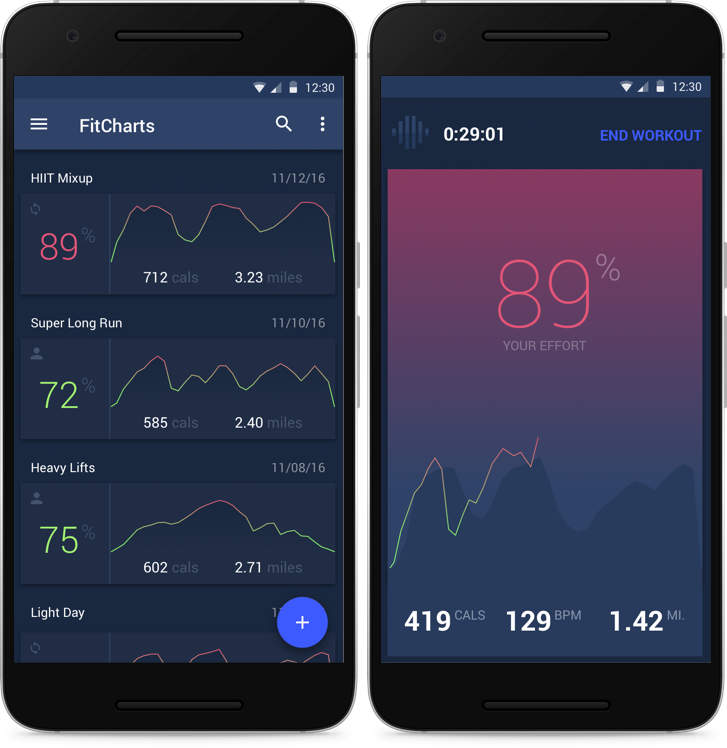 12:30
FitCharts
HIIT Mixup 11/12/16
89%
712 cals 3.23 miles
Super Long Run 11/10/16
72%
585 cals 2.40 miles
Heavy Lifts 11/08/16
75%
602 cals 2.71 miles
Light Day
+
12:30
0:29:01 END WORKOUT
89%
YOUR EFFORT
419 CALS 129 BPM 1.42 MI.